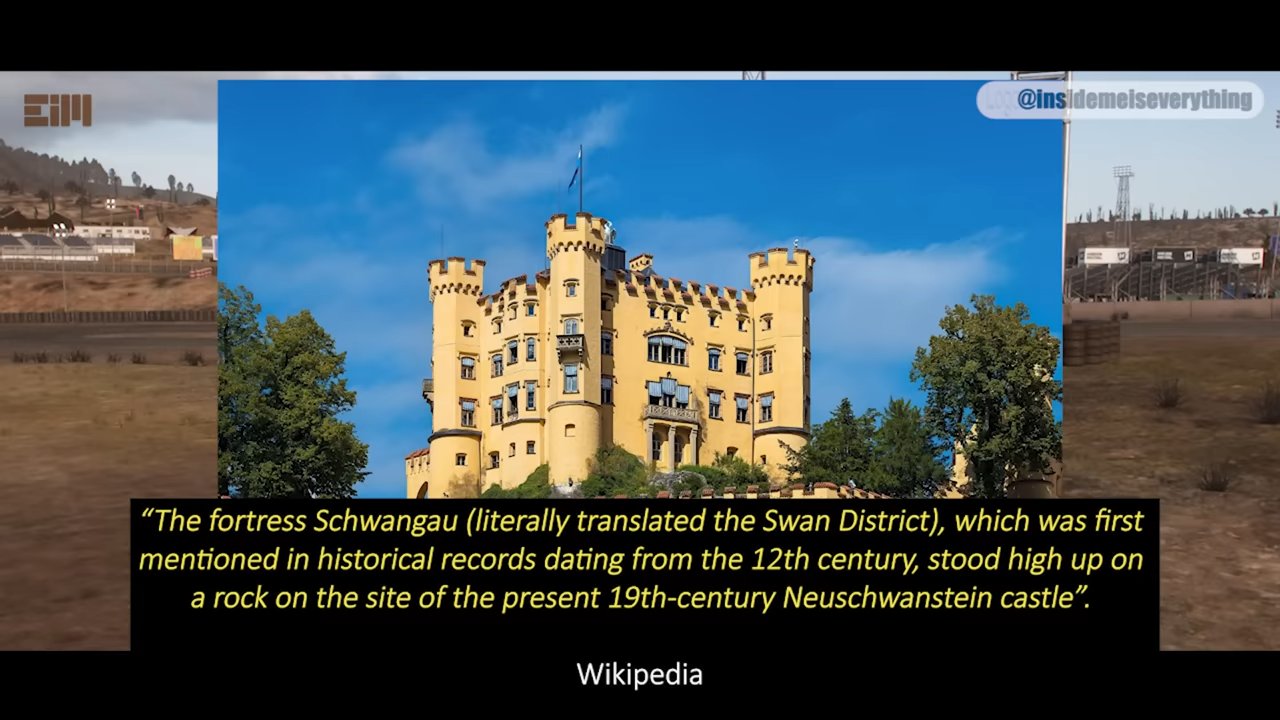 EIM
@insidemeiseverything
“The fortress Schwangau (literally translated the Swan District), which was first
mentioned in historical records dating from the 12th century, stood high up on
a rock on the site of the present 19th-century Neuschwanstein castle”.
Wikipedia